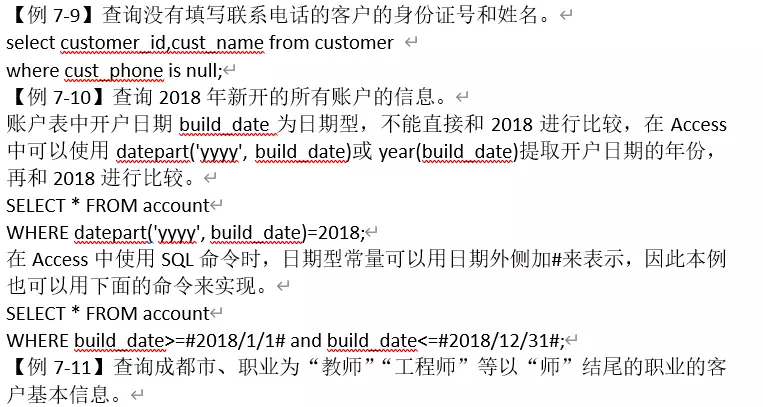 【例 7-9】查询没有填写联系电话的客户的身份证号和姓名。
select customer_id,cust_name from customer
where cust_phone is null;
【例 7-10】查询 2018 年新开的所有账户的信息。
账户表中开户日期 build_date 为日期型，不能直接和 2018 进行比较，在 Access
中可以使用 datepart('yyyy', build_date)或 year(build_date)提取开户日期的年份，
再和 2018 进行比较。
SELECT * FROM account
WHERE datepart('yyyy', build_date)=2018;
在 Access 中使用 SQL 命令时，日期型常量可以用日期外侧加#来表示，因此本例
也可以用下面的命令来实现。
SELECT * FROM account
WHERE build_date>=#2018/1/1# and build_date<=#2018/12/31#;
【例 7-11】查询成都市、职业为“教师”“工程师”等以“师”结尾的职业的客
户基本信息。